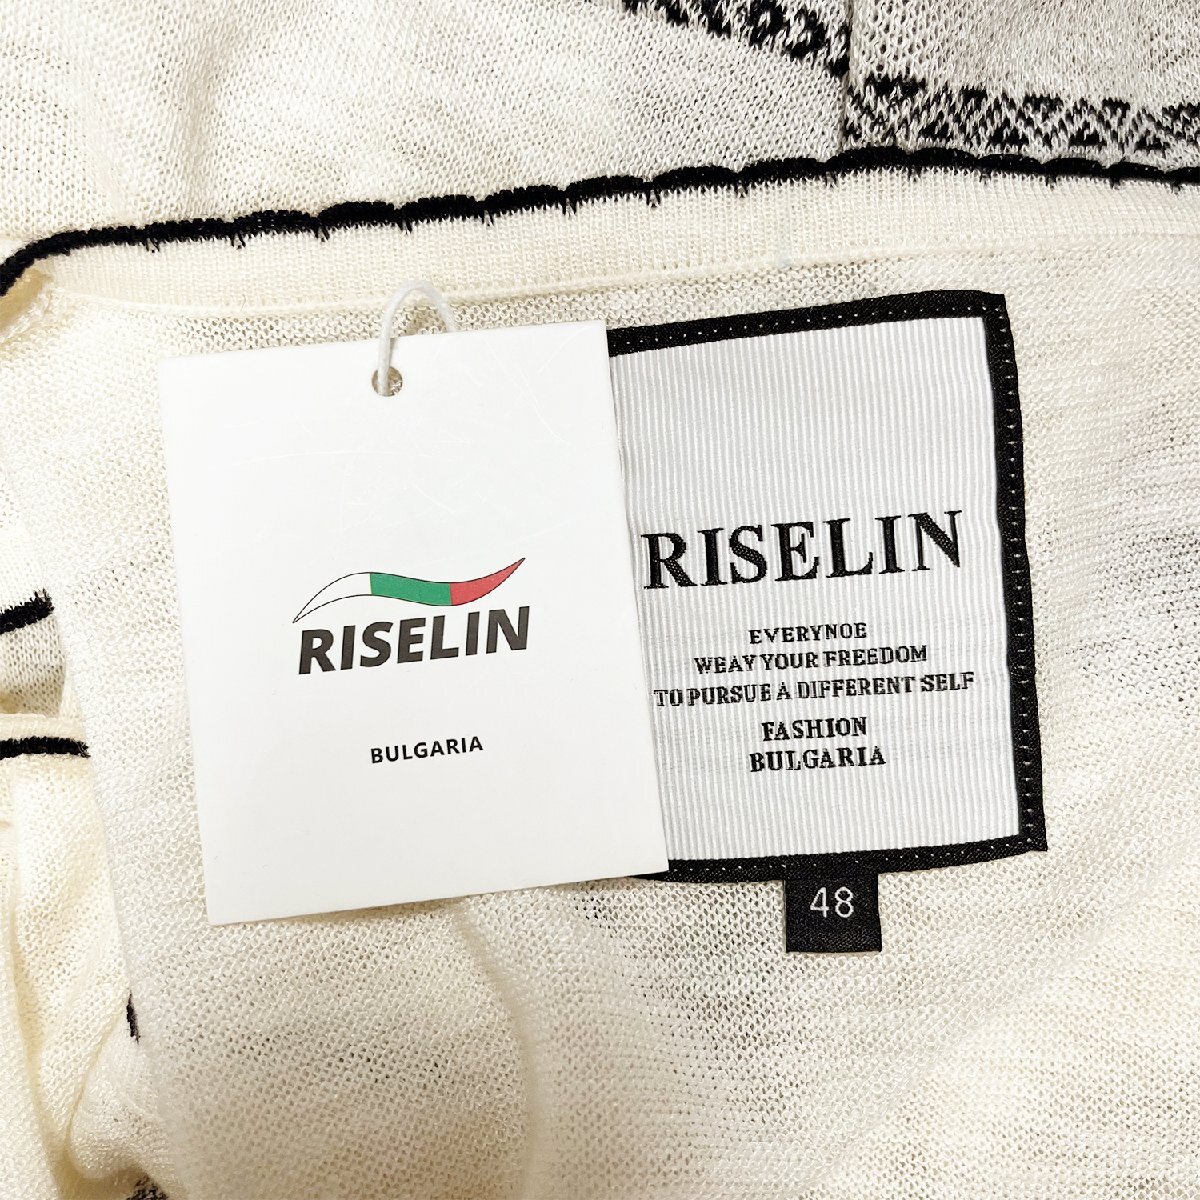 RISELIN
BULGARIA
RISELIN
EVERYNOE
WEAY YOUR FREEDOM
TO PURSUE A DIFFERENT SELF
FASHION
BULGARIA
48